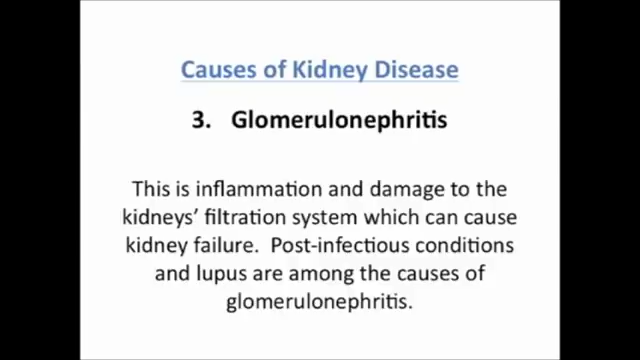 Causes of Kidney Disease
3. Glomerulonephritis
This is inflammation and damage to the
kidneys’ filtration system which can cause
kidney failure. Post-infectious conditions
and lupus are among the causes of
glomerulonephritis.